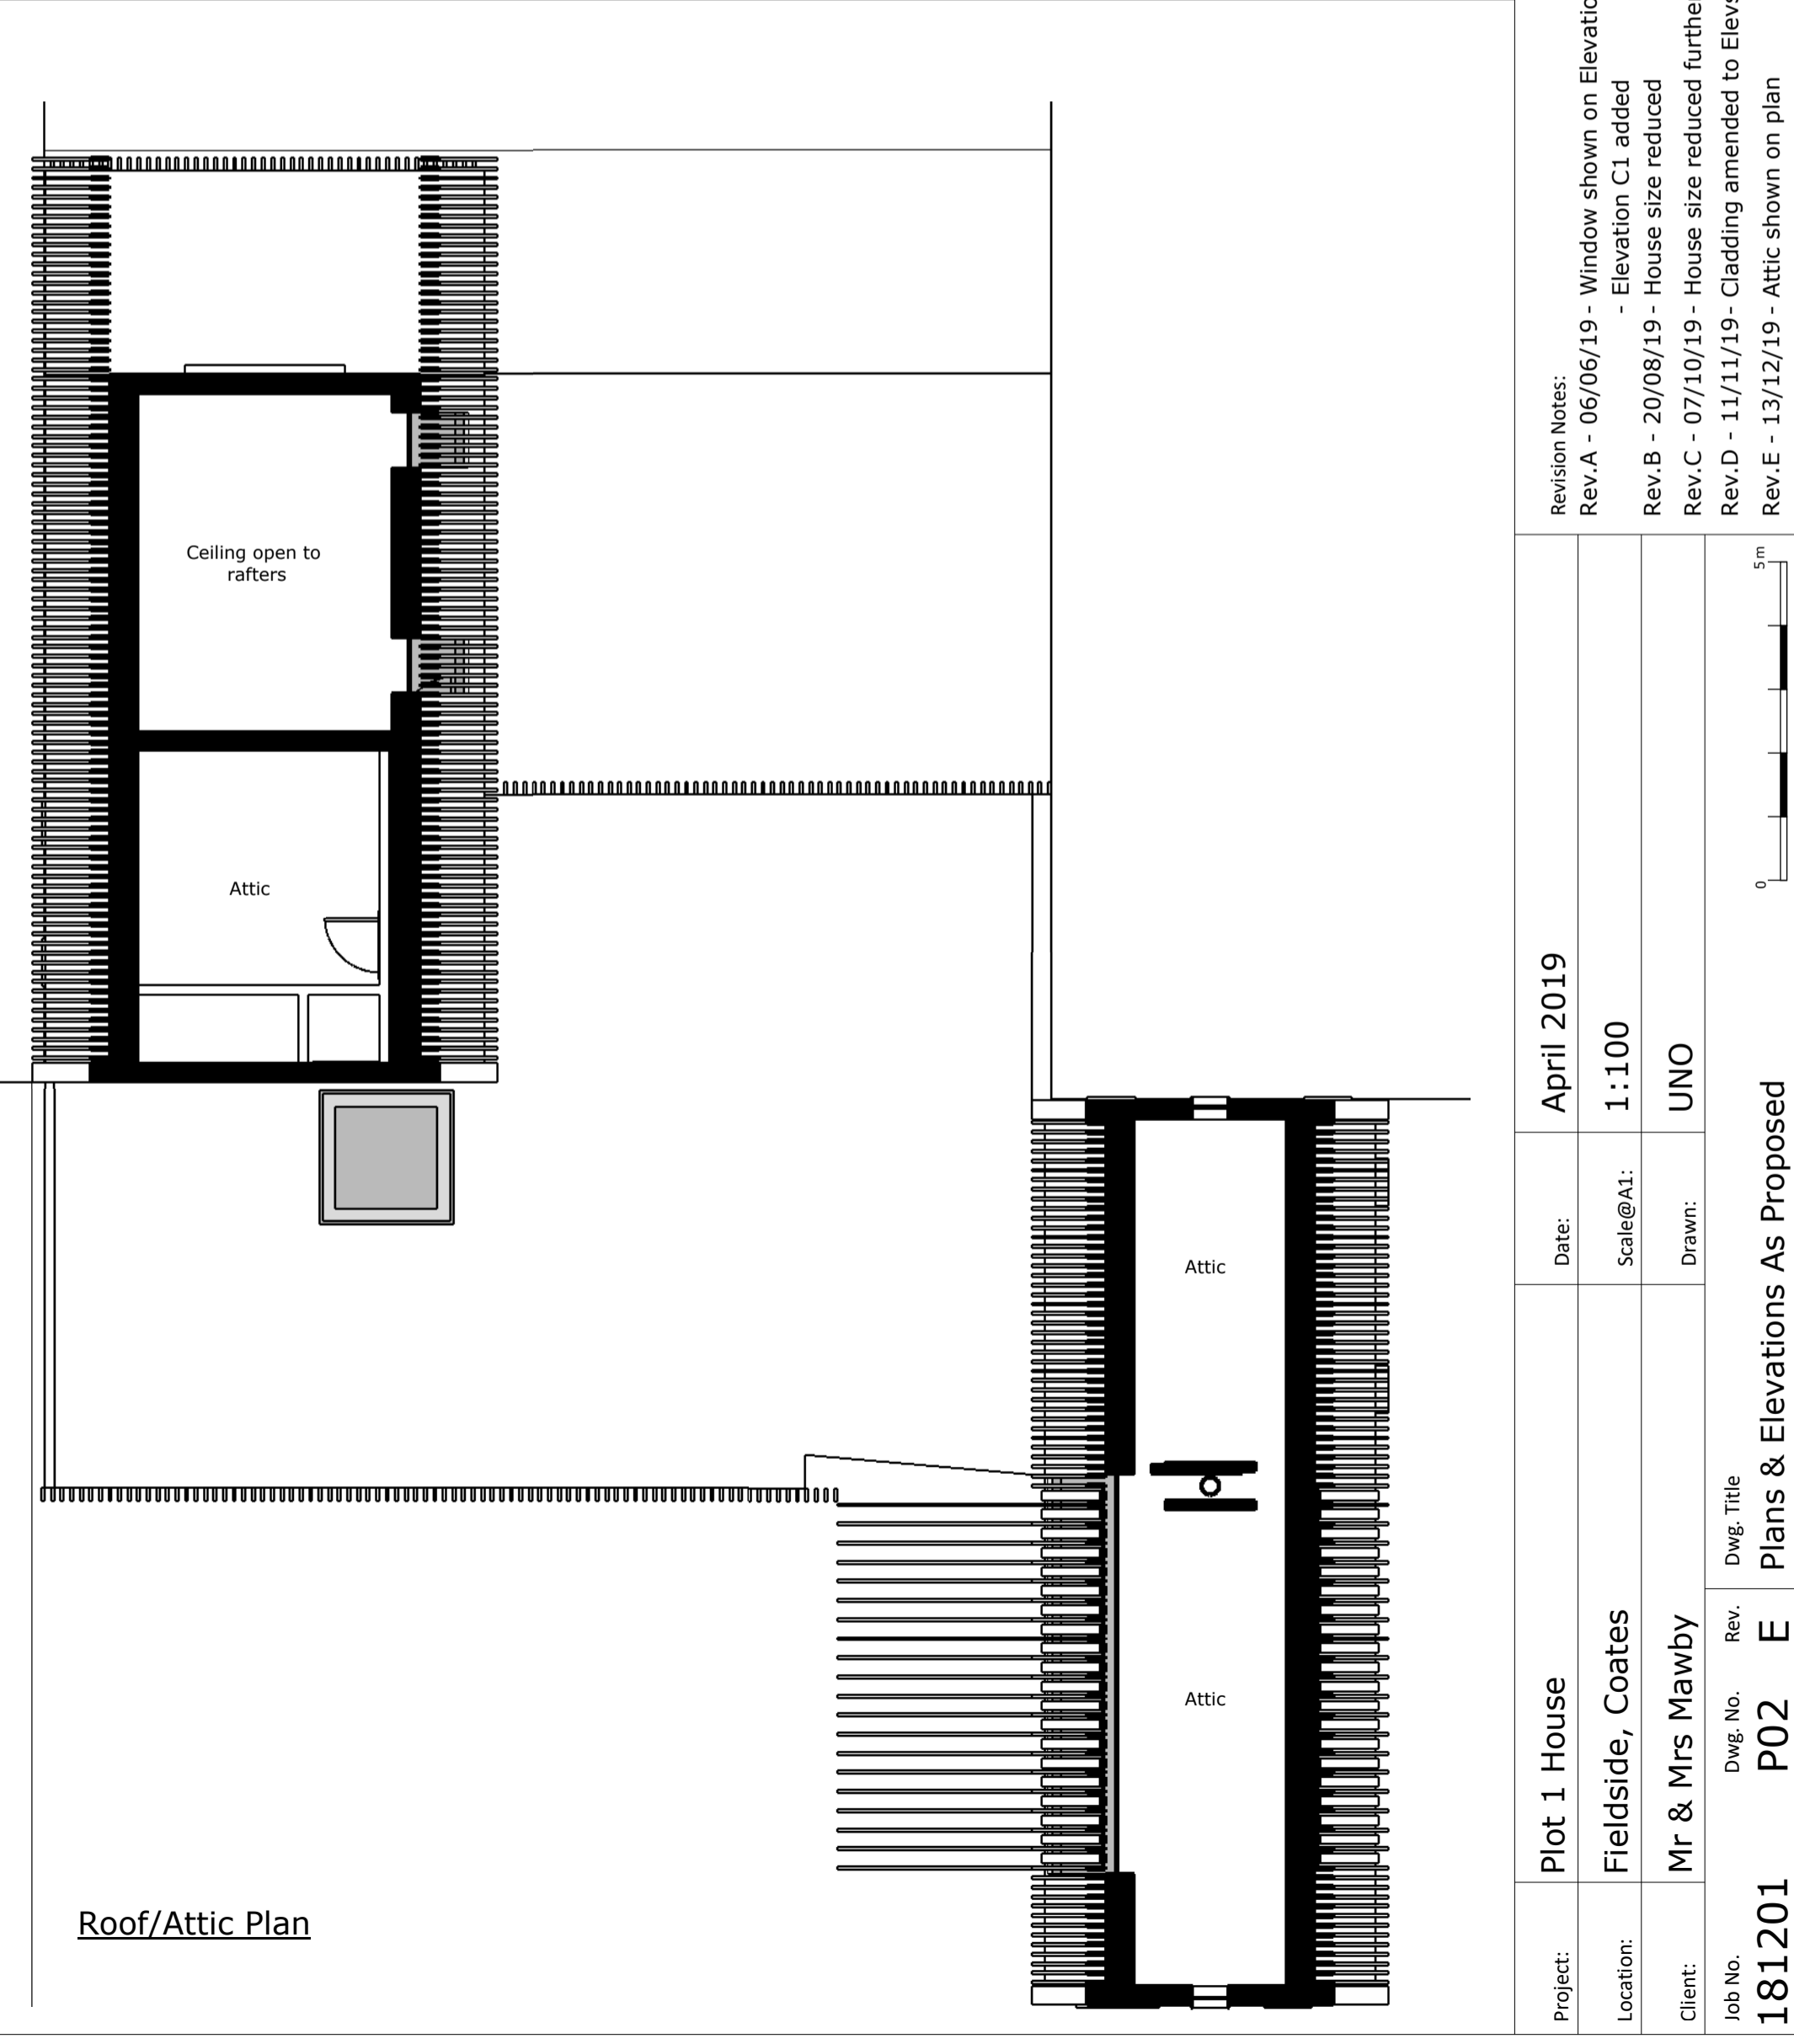 Ceiling open to
rafters
Attic
Attic
Attic
Roof/Attic Plan
Revision Notes:
Rev.A - 06/06/19 - Window shown on
- Elevation C1 added
Rev.B - 20/08/19 - House size reduced
Rev.C - 07/10/19 - House size reduced
Rev.D - 11/11/19- Cladding amended to
Rev.E - 13/12/19 - Attic shown on plan
Project:
Plot 1 House
Date:
April 2019
Location:
Fieldside, Coates
Scale@A1:
1:100
Client:
Mr & Mrs Mawby
Drawn:
UNO
Job No.
181201
Dwg. No.
P02
Rev.
E
Dwg. Title
Plans & Elevations As Proposed
0
5m